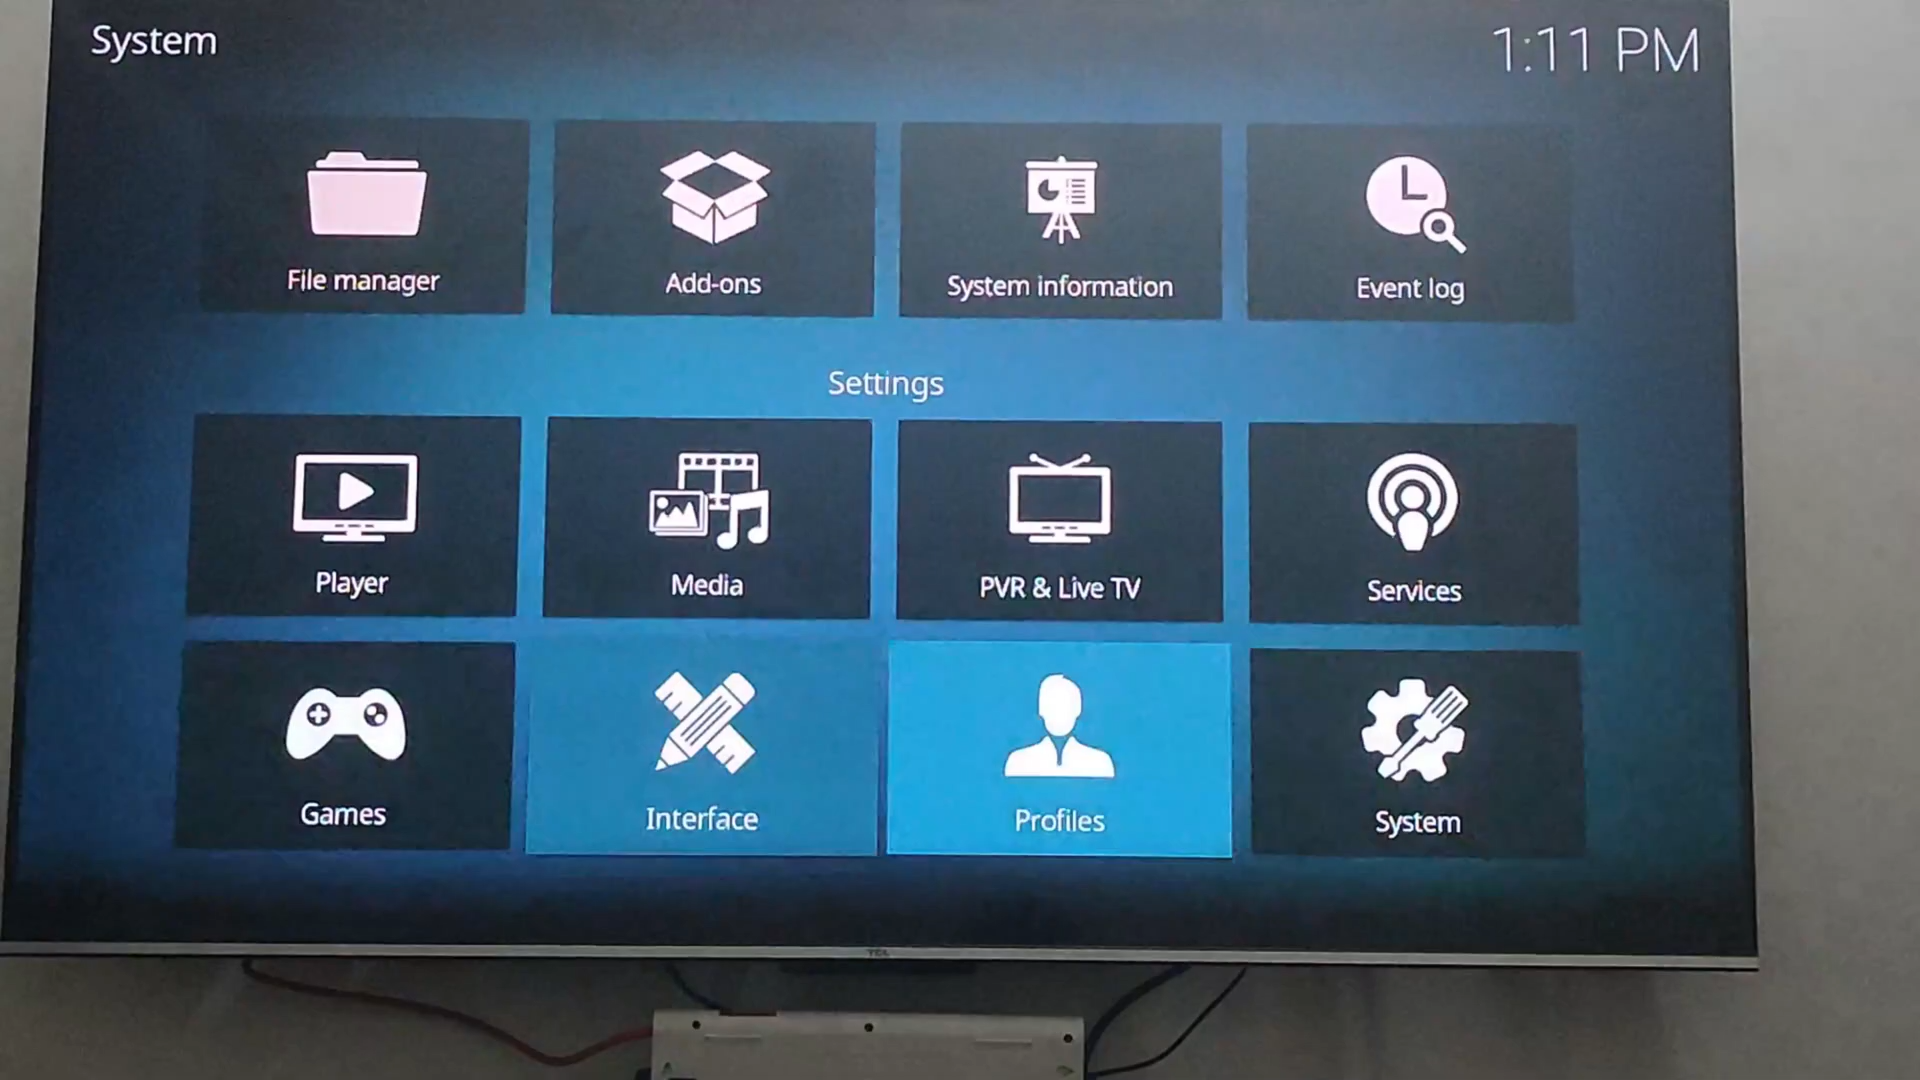 System
1:11 PM
File manager
Add-ons
System information
Event log
Settings
Player
Media
PVR & Live TV
Services
Games
Interface
Profiles
System
TCL